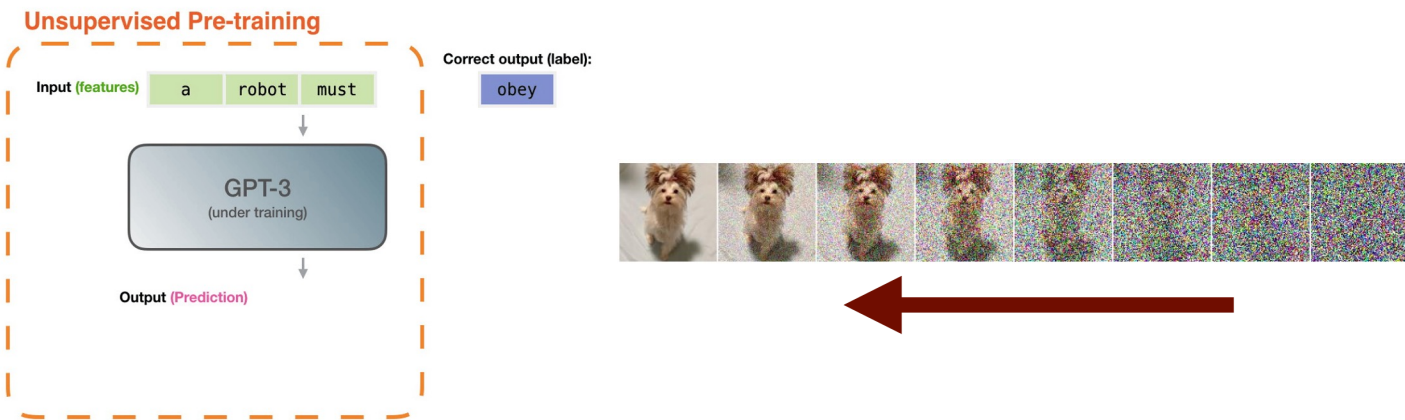 Unsupervised Pre-training
Correct output (label):
Input (features) a robot must
obey
GPT-3
(under training)
Output (Prediction)